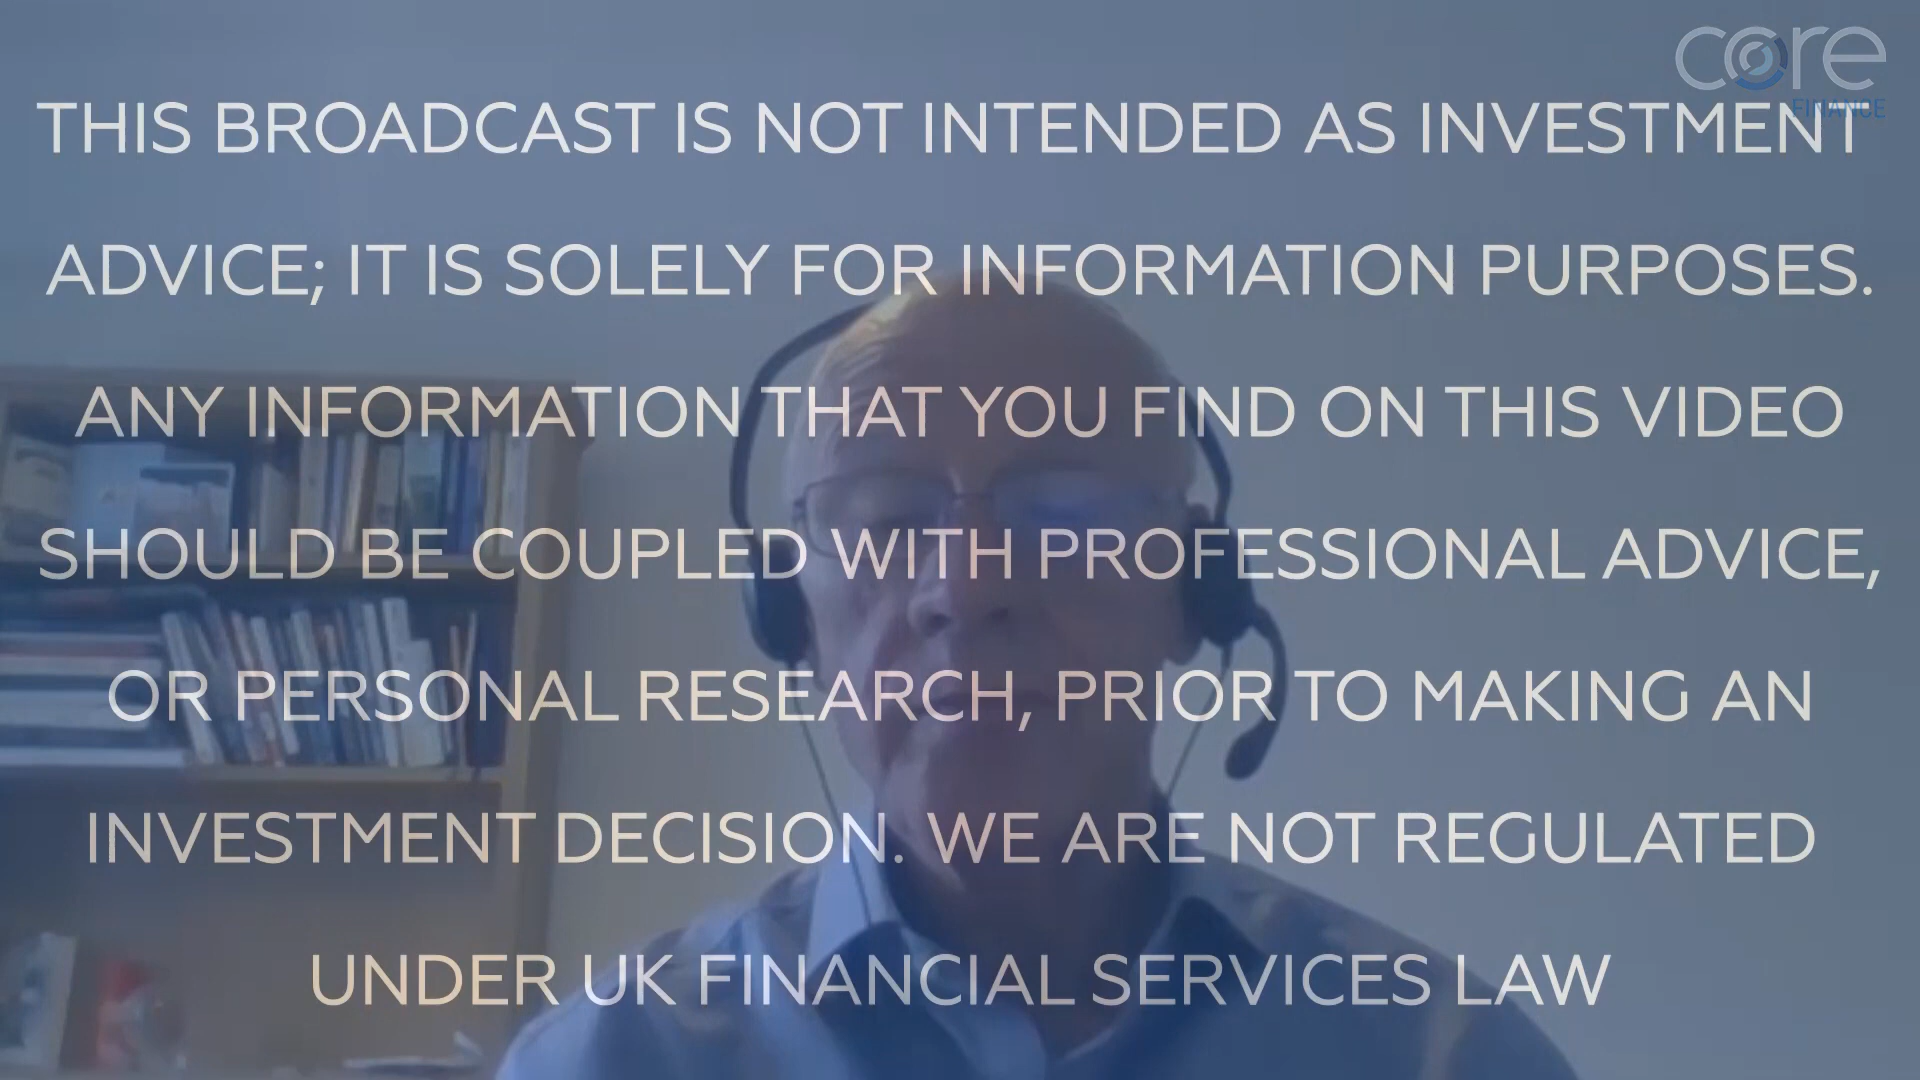 core
FINANCE
THIS BROADCAST IS NOT INTENDED AS INVESTMENT
ADVICE; IT IS SOLELY FOR INFORMATION PURPOSES.
ANY INFORMATION THAT YOU FIND ON THIS VIDEO
SHOULD BE COUPLED WITH PROFESSIONAL ADVICE,
OR PERSONAL RESEARCH, PRIOR TO MAKING AN
INVESTMENT DECISION. WE ARE NOT REGULATED
UNDER UK FINANCIAL SERVICES LAW